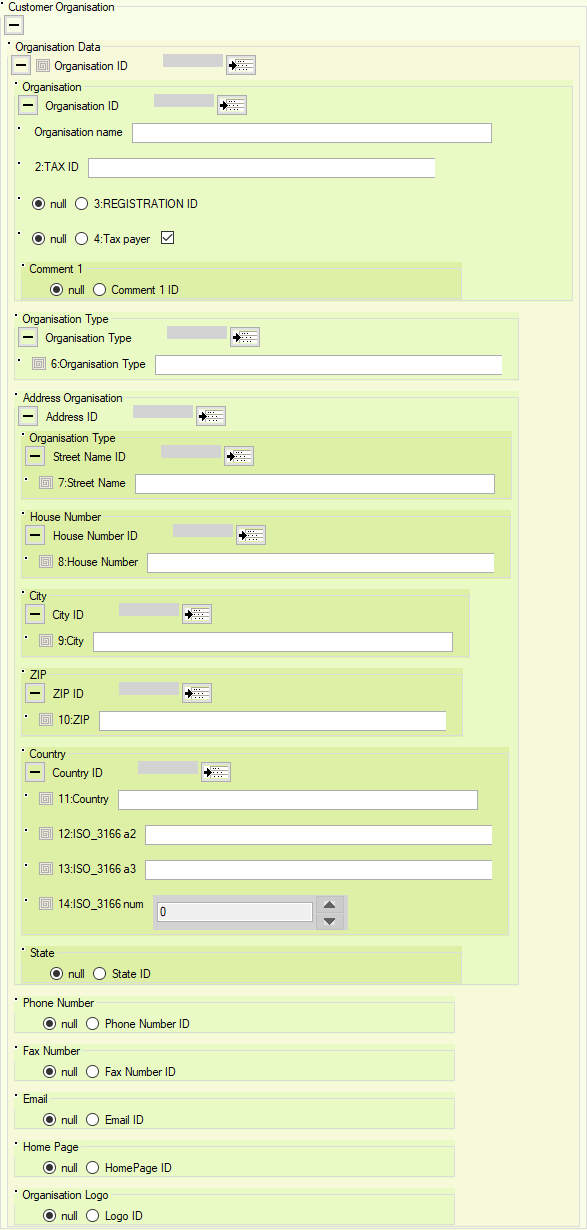 Customer Organisation
Organisation Data
Organisation ID
Organisation
Organisation ID
Organisation name
2:TAX ID
null 3:REGISTRATION ID
null 4:Tax payer
Comment 1
null Comment 1 ID
Organisation Type
Organisation Type
6:Organisation Type
Address Organisation
Address ID
Organisation Type
Street Name ID
7:Street Name
House Number
House Number ID
8:House Number
City
City ID
9:City
ZIP
ZIP ID
10:ZIP
Country
Country ID
11:Country
12:ISO_3166 a2
13:ISO_3166 a3
14:ISO_3166 num 0
State
null State ID
Phone Number
null Phone Number ID
Fax Number
null Fax Number ID
Email
null Email ID
Home Page
null HomePage ID
Organisation Logo
null Logo ID